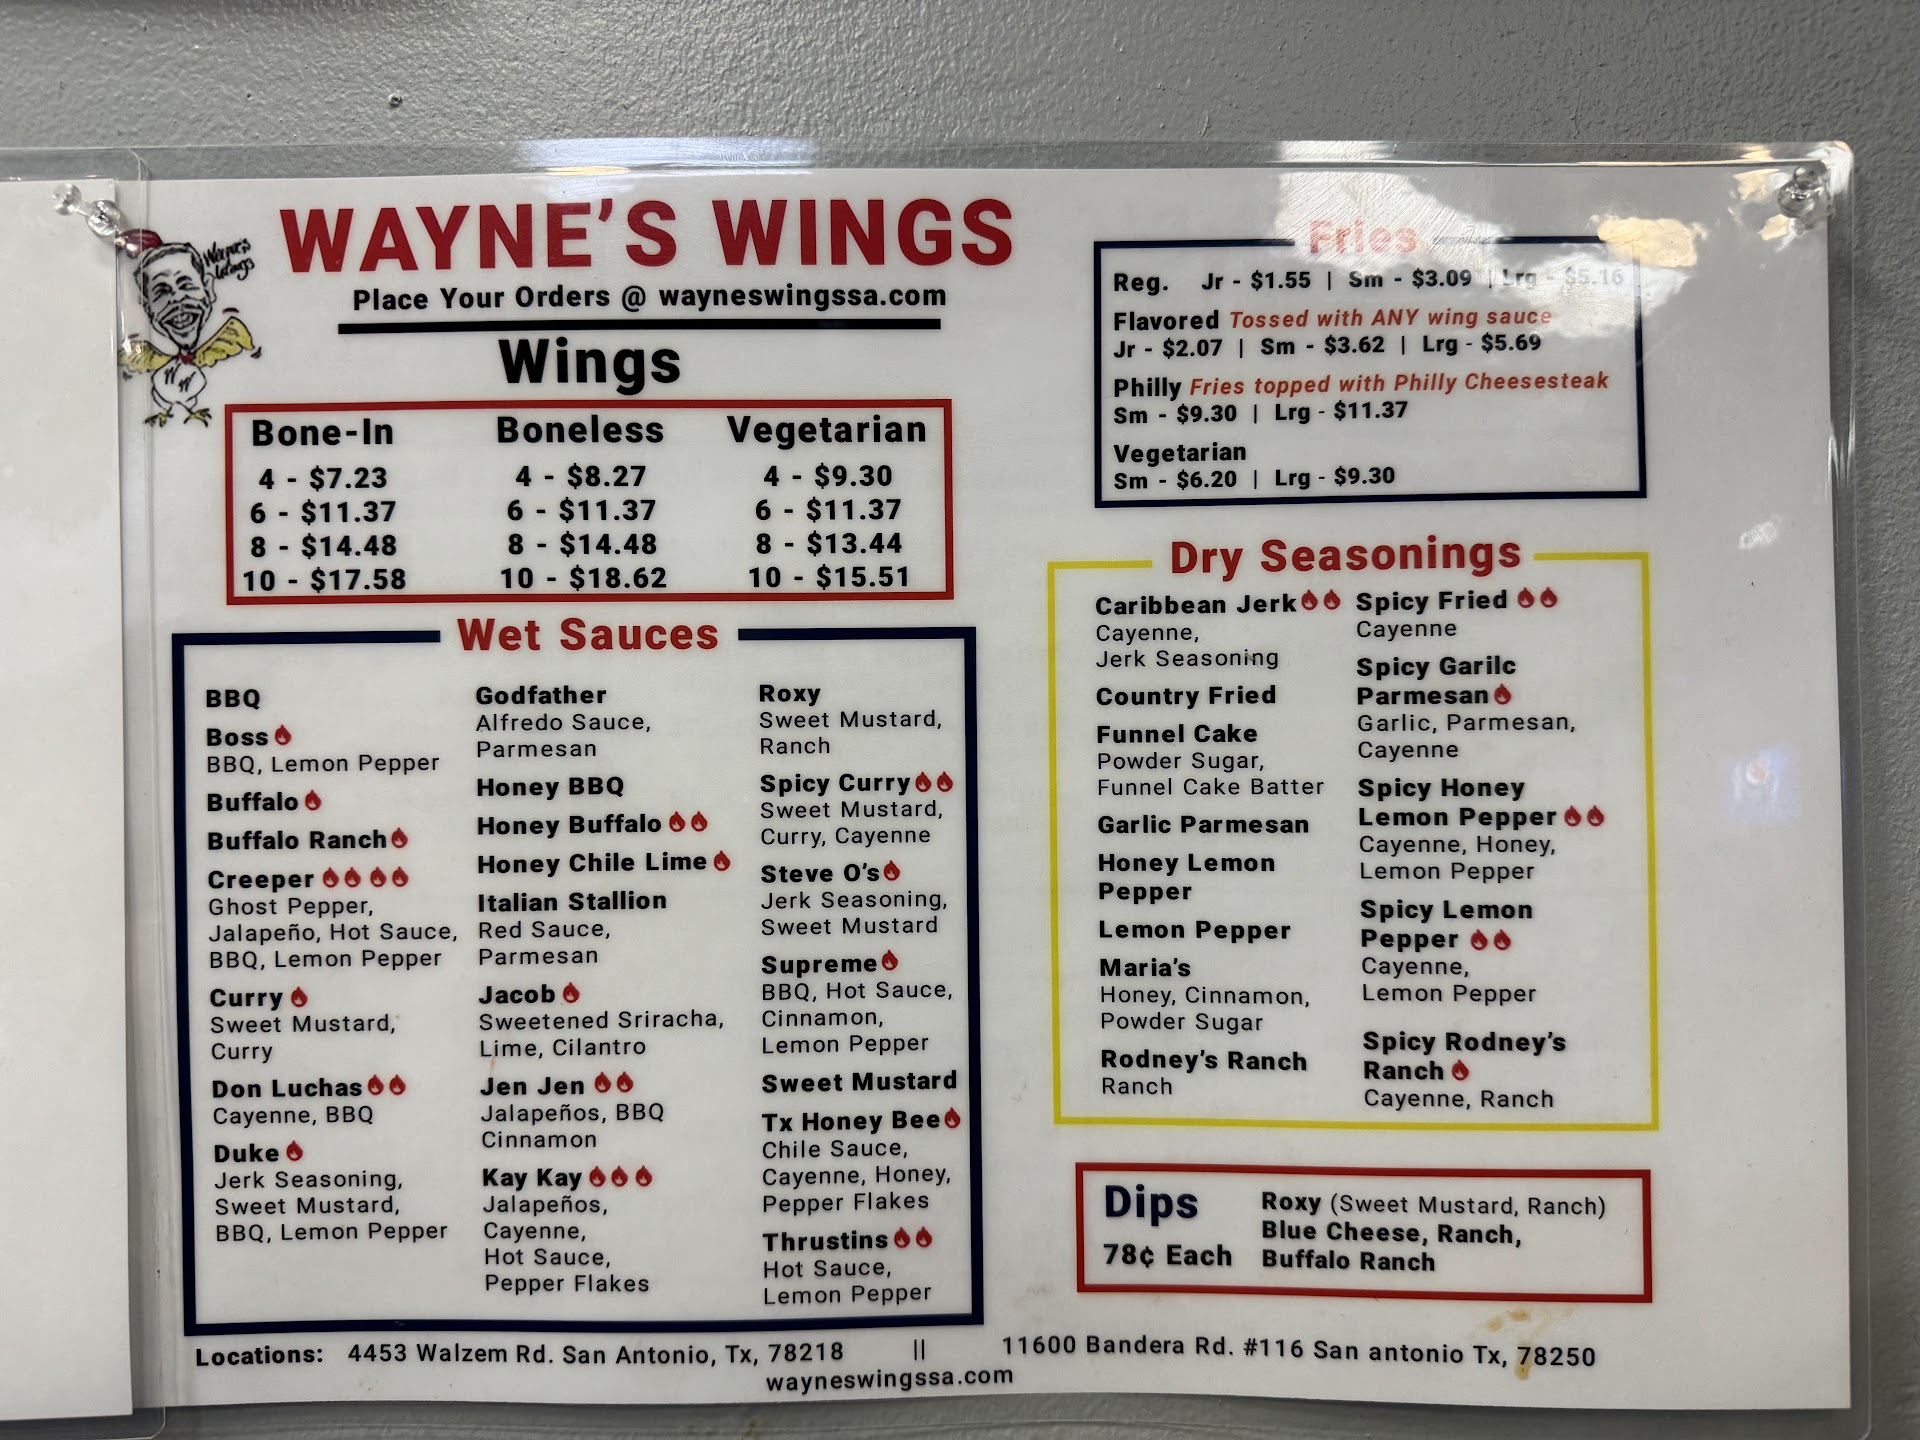 Wayne's
Wings
WW
WAYNE'S WINGS
Place Your Orders @ wayneswingssa.com
Wings
Bone-In
4 - $7.23
6 - $11.37
8 - $14.48
10 - $17.58
Boneless
4 - $8.27
6 - $11.37
8 - $14.48
10 - $18.62
Vegetarian
4 - $9.30
6 - $11.37
8 - $13.44
10 - $15.51
Wet Sauces
BBQ
Boss
BBQ, Lemon Pepper
Buffalo
Buffalo Ranch
Creeper
Ghost Pepper,
Jalapeño, Hot Sauce,
BBQ, Lemon Pepper
Curry
Sweet Mustard,
Curry
Don Luchas
Cayenne, BBQ
Duke
Jerk Seasoning,
Sweet Mustard,
BBQ, Lemon Pepper
Godfather
Alfredo Sauce,
Parmesan
Honey BBQ
Honey Buffalo
Honey Chile Lime
Italian Stallion
Red Sauce,
Parmesan
Jacob
Sweetened Sriracha,
Lime, Cilantro
Jen Jen
Jalapeños, BBQ
Cinnamon
Kay Kay
Jalapeños,
Cayenne,
Hot Sauce,
Pepper Flakes
Roxy
Sweet Mustard,
Ranch
Spicy Curry
Sweet Mustard,
Curry, Cayenne
Steve O's
Jerk Seasoning,
Sweet Mustard
Supreme
BBQ, Hot Sauce,
Cinnamon,
Lemon Pepper
Sweet Mustard
Tx Honey Bee
Chile Sauce,
Cayenne, Honey,
Pepper Flakes
Thrustins
Hot Sauce,
Lemon Pepper
Fries
Reg. Jr - $1.55 | Sm - $3.09 | Lrg - $5.16
Flavored Tossed with ANY wing sauce
Jr - $2.07 | Sm - $3.62 | Lrg - $5.69
Philly Fries topped with Philly Cheesesteak
Sm - $9.30 | Lrg - $11.37
Vegetarian
Sm - $6.20 | Lrg - $9.30
Dry Seasonings
Caribbean Jerk
Cayenne,
Jerk Seasoning
Country Fried
Funnel Cake
Powder Sugar,
Funnel Cake Batter
Garlic Parmesan
Honey Lemon
Pepper
Lemon Pepper
Maria's
Honey, Cinnamon,
Powder Sugar
Rodney's Ranch
Ranch
Spicy Fried
Cayenne
Spicy Garilc
Parmesan
Garlic, Parmesan,
Cayenne
Spicy Honey
Lemon Pepper
Cayenne, Honey,
Lemon Pepper
Spicy Lemon
Pepper
Cayenne,
Lemon Pepper
Spicy Rodney's
Ranch
Cayenne, Ranch
Dips
78¢ Each
Roxy (Sweet Mustard, Ranch)
Blue Cheese, Ranch,
Buffalo Ranch
Locations: 4453 Walzem Rd. San Antonio, Tx, 78218 || 11600 Bandera Rd. #116 San antonio Tx, 78250
wayneswingssa.com